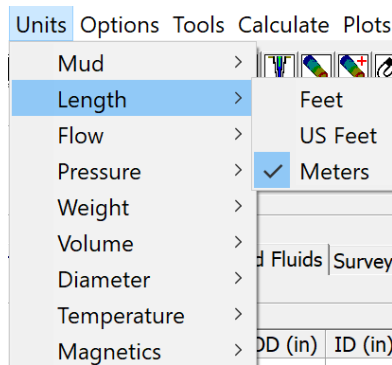 Units Options Tools Calculate Plots
Mud
Length
Feet
Flow
US Feet
Pressure
Meters
Weight
Volume
d Fluids Survey
Diameter
Temperature
OD (in) ID (in)
Magnetics